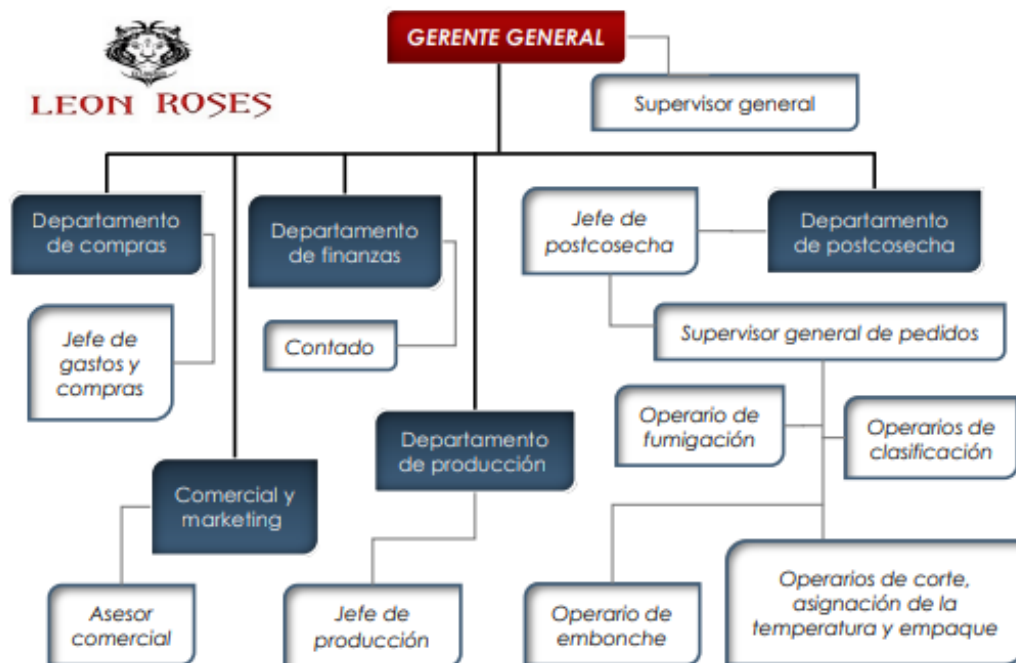 GERENTE GENERAL
LEON ROSES
Supervisor general
Departamento
de compras
Departamento
de finanzas
Jefe de
postcosecha
Departamento
de postcosecha
Jefe de
gastos y
compras
Contado
Supervisor general de pedidos
Departamento
de producción
Operario de
fumigación
Operarios de
clasificación
Comercial y
marketing
Asesor
comercial
Jefe de
producción
Operario de
embonche
Operarios de corte,
asignación de la
temperatura y empaque